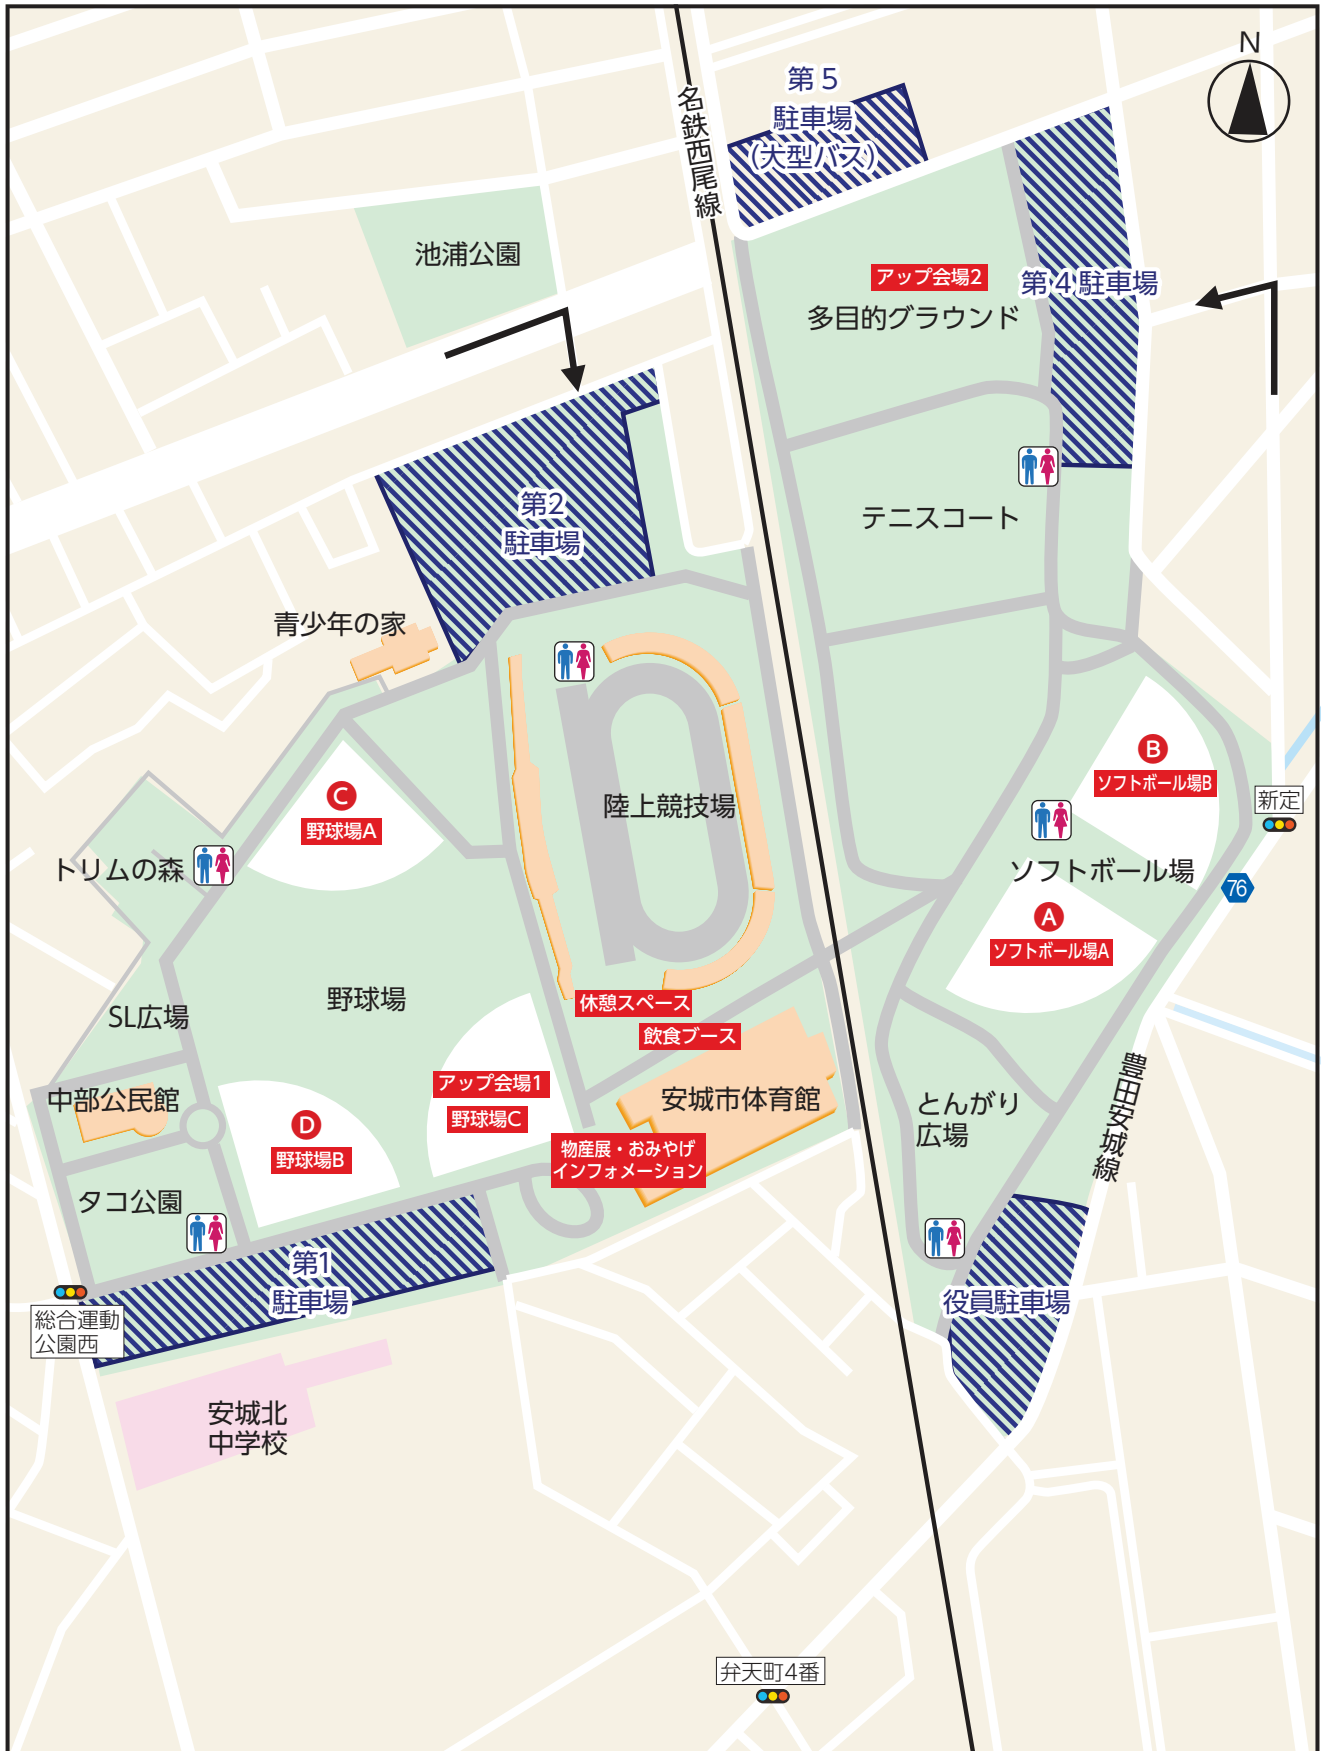 N
第5
駐車場
(大型バス)
名鉄西尾線
池浦公園
アップ会場2
多目的グラウンド
第4駐車場
第2
駐車場
テニスコート
青少年の家
陸上競技場
C
野球場A
B
ソフトボール場B
新定
トリムの森
ソフトボール場
76
A
ソフトボール場A
SL広場
野球場
休憩スペース
飲食ブース
中部公民館
アップ会場1
野球場C
安城市体育館
とんがり
広場
豊田安城線
D
野球場B
物産展・おみやげ
インフォメーション
タコ公園
第1
駐車場
役員駐車場
総合運動
公園西
安城北
中学校
弁天町4番